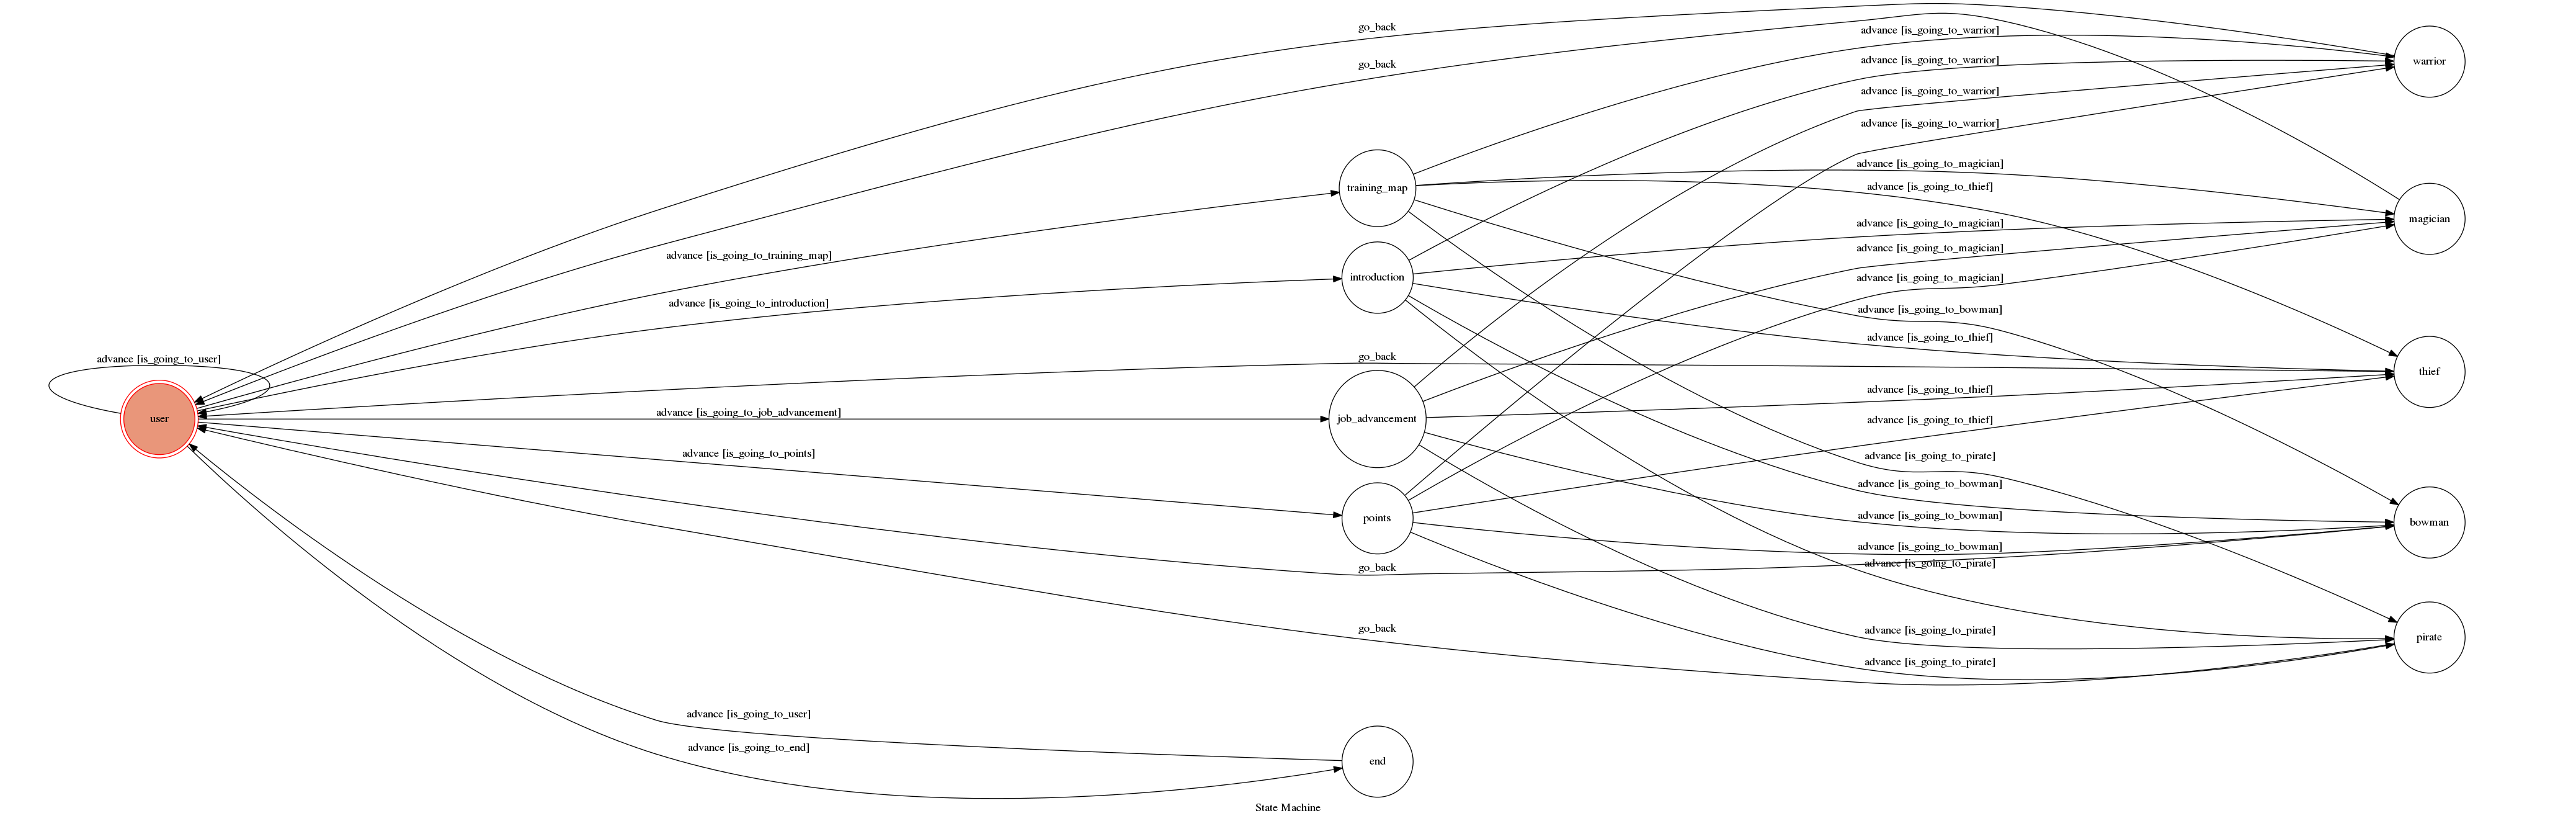 go_back
advance [is_going_to_warrior]
advance [is_going_to_warrior]
warrior
go_back
advance [is_going_to_warrior]
advance [is_going_to_warrior]
advance [is_going_to_magician]
training_map
advance [is_going_to_thief]
magician
advance [is_going_to_magician]
advance [is_going_to_magician]
advance [is_going_to_training_map]
introduction
advance [is_going_to_magician]
advance [is_going_to_introduction]
advance [is_going_to_bowman]
advance [is_going_to_thief]
advance [is_going_to_user]
go_back
thief
advance [is_going_to_thief]
advance [is_going_to_job_advancement]
user
job_advancement
advance [is_going_to_thief]
advance [is_going_to_points]
advance [is_going_to_pirate]
advance [is_going_to_bowman]
points
advance [is_going_to_bowman]
bowman
advance [is_going_to_bowman]
go_back
advance [is_going_to_pirate]
go_back
advance [is_going_to_pirate]
pirate
advance [is_going_to_pirate]
advance [is_going_to_user]
advance [is_going_to_end]
end
State Machine